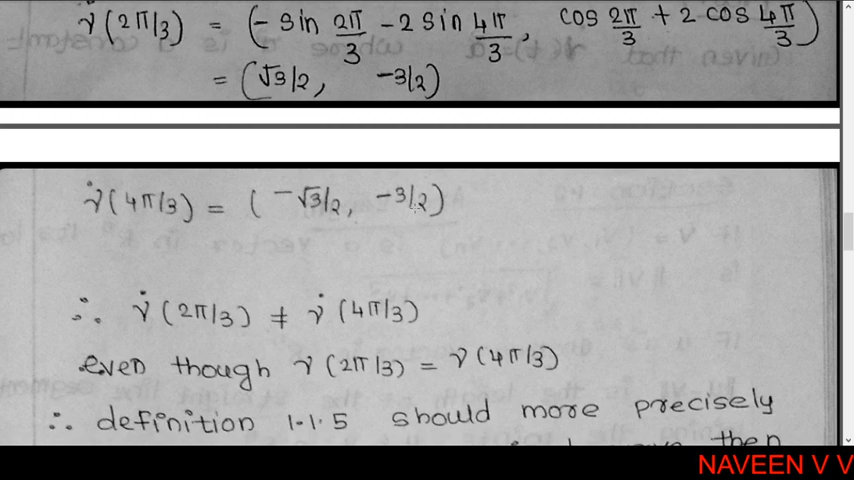 γ̇(2π/3) = (- sin 2π/3 - 2 sin 4π/3, cos 2π/3 + 2 cos 4π/3)
= (√3/2, -3/2)
γ̇(4π/3) = (-√3/2, -3/2)
∴ γ̇(2π/3) ≠ γ̇(4π/3)
even though γ(2π/3) = γ(4π/3)
∴ definition 1.1.5 should more precisely
then
NAVEEN V V